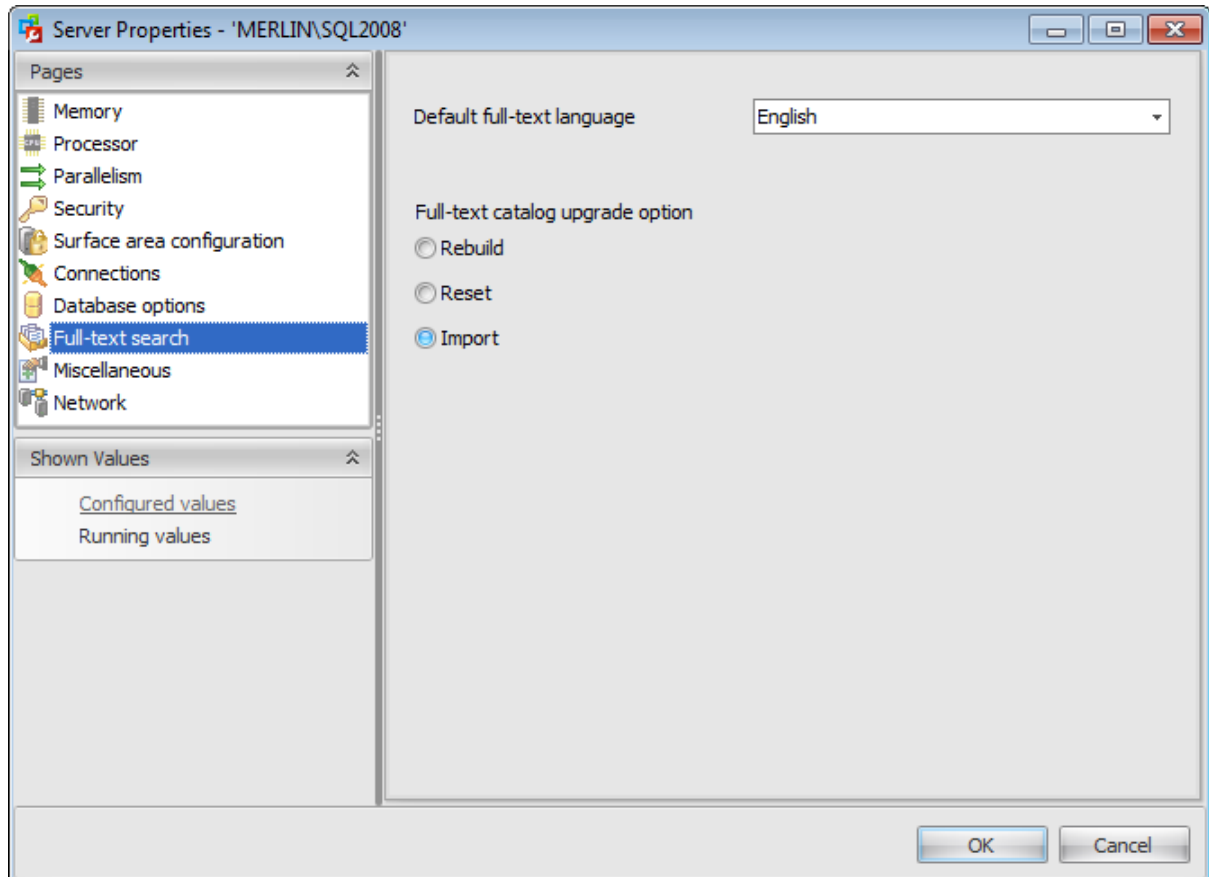 Server Properties - 'MERLIN\SQL2008'
Pages
Memory
Processor
Parallelism
Security
Surface area configuration
Connections
Database options
Full-text search
Miscellaneous
Network
Shown Values
Configured values
Running values
Default full-text language English
Full-text catalog upgrade option
Rebuild
Reset
Import
OK Cancel